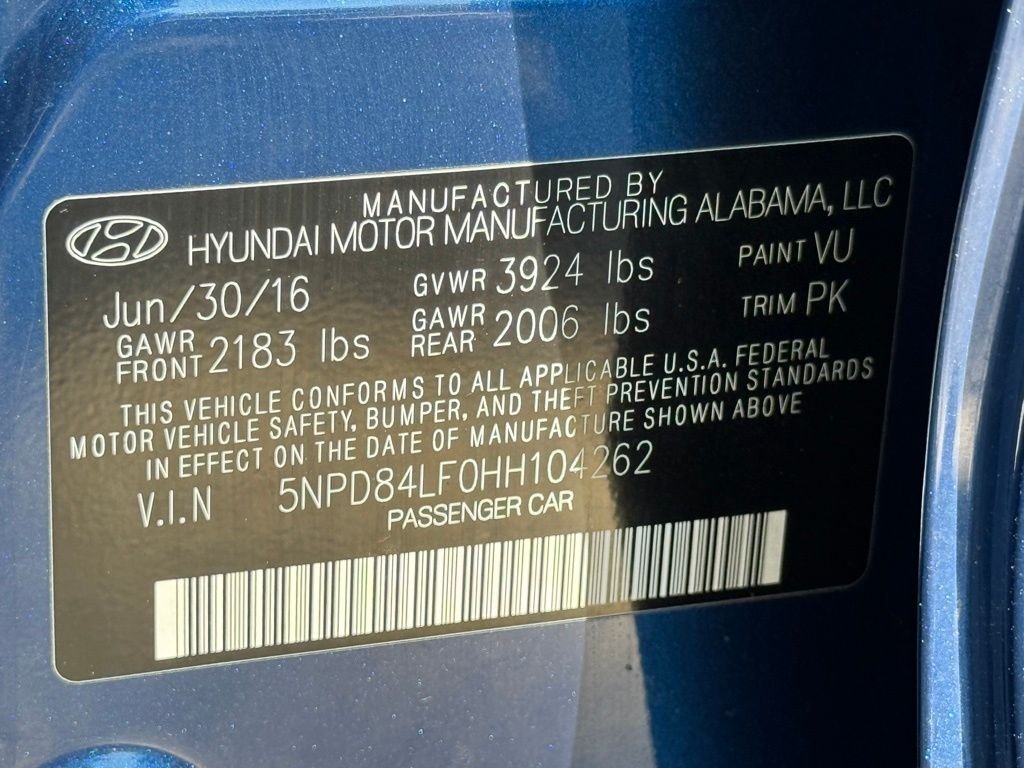 MANUFACTURED BY
HYUNDAI MOTOR MANUFACTURING ALABAMA, LLC
Jun/30/16 GVWR 3924 lbs PAINT VU
GAWR FRONT 2183 lbs GAWR REAR 2006 lbs TRIM PK
THIS VEHICLE CONFORMS TO ALL APPLICABLE U.S.A. FEDERAL
MOTOR VEHICLE SAFETY, BUMPER, AND THEFT PREVENTION STANDARDS
IN EFFECT ON THE DATE OF MANUFACTURE SHOWN ABOVE
V.I.N 5NPD84LF0HH104262
PASSENGER CAR